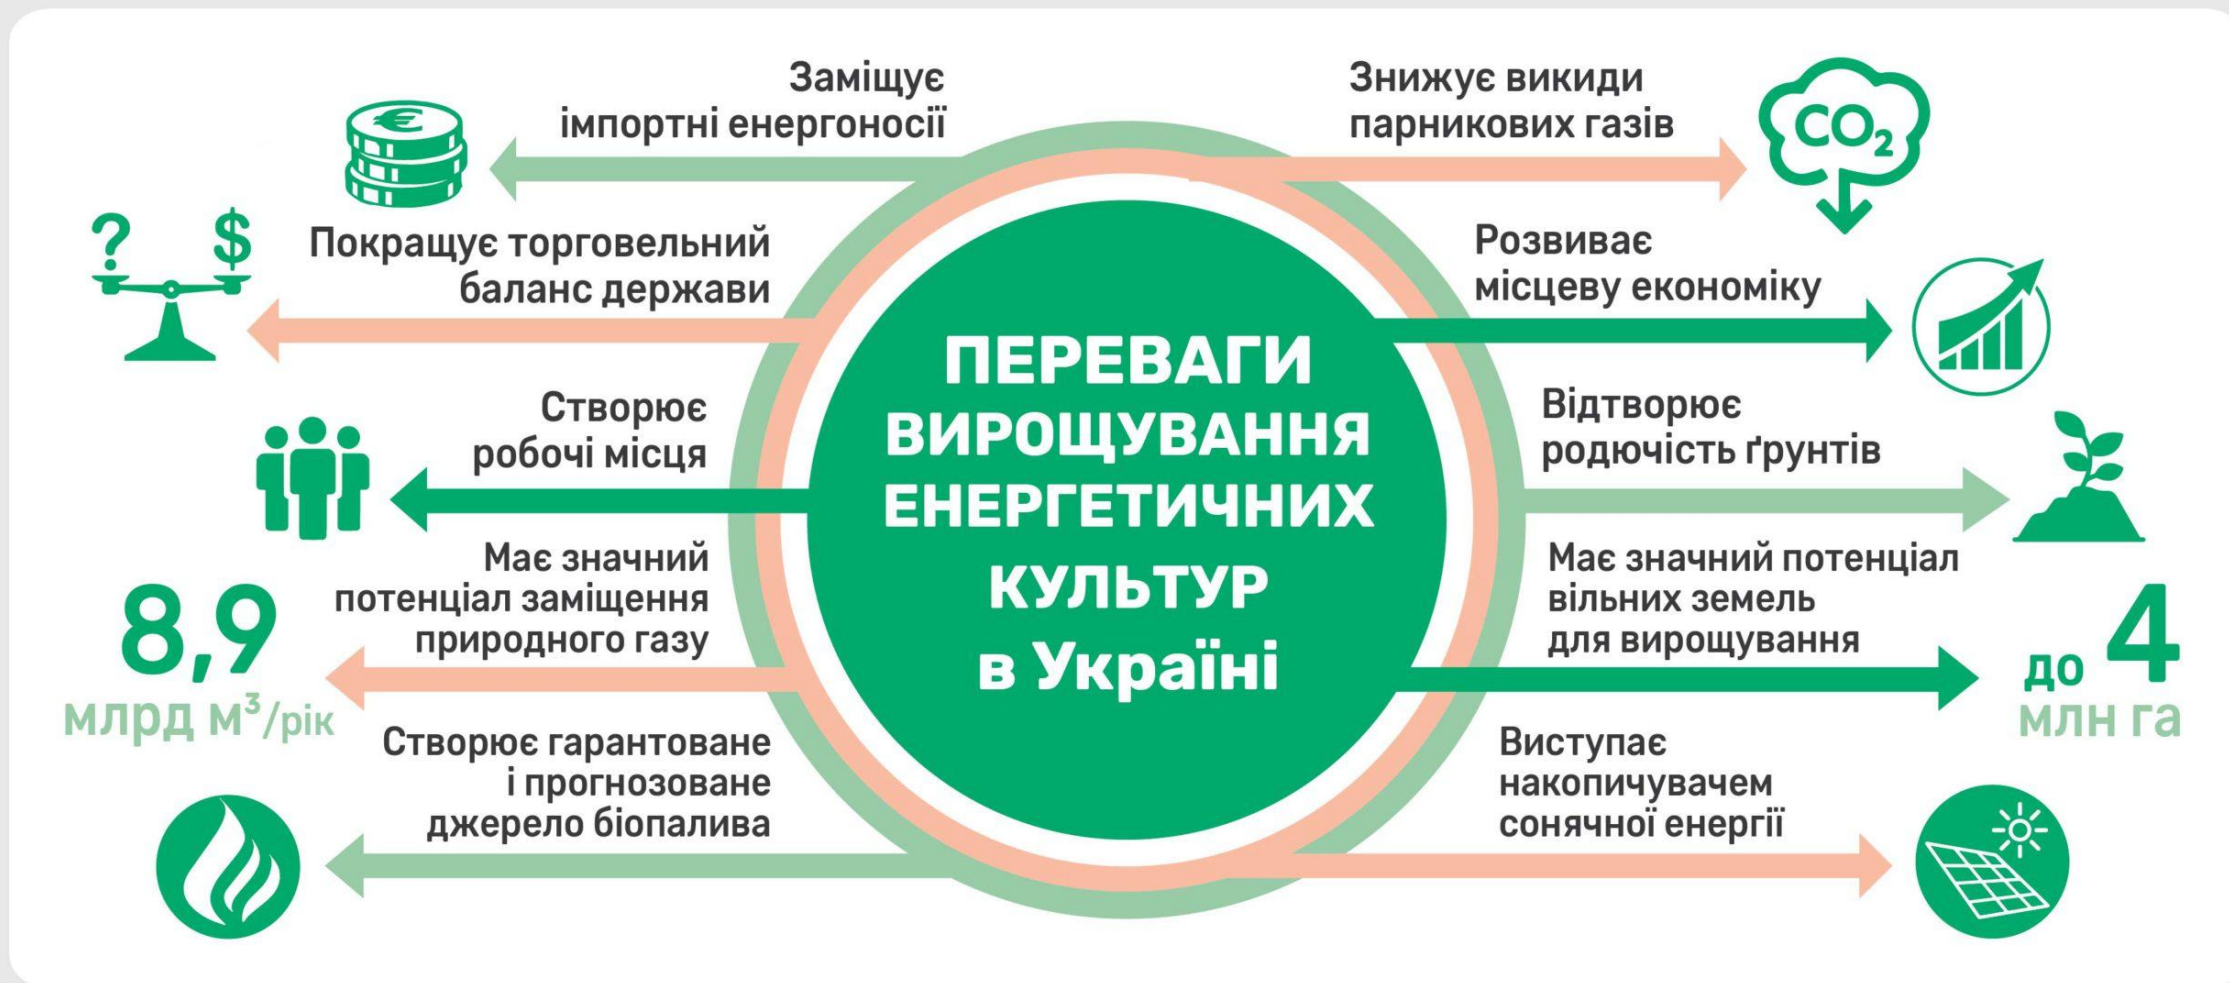 Заміщує
імпортні енергоносії
€
Покращує торговельний
баланс держави
? $
Створює
робочі місця
Має значний
потенціал заміщення
природного газу
8,9
млрд м³/рік
Створює гарантоване
і прогнозоване
джерело біопалива
ПЕРЕВАГИ
ВИРОЩУВАННЯ
ЕНЕРГЕТИЧНИХ
КУЛЬТУР
в Україні
Знижує викиди
парникових газів
CO₂
Розвиває
місцеву економіку
Відтворює
родючість ґрунтів
Має значний потенціал
вільних земель
для вирощування
до 4
млн га
Виступає
накопичувачем
сонячної енергії